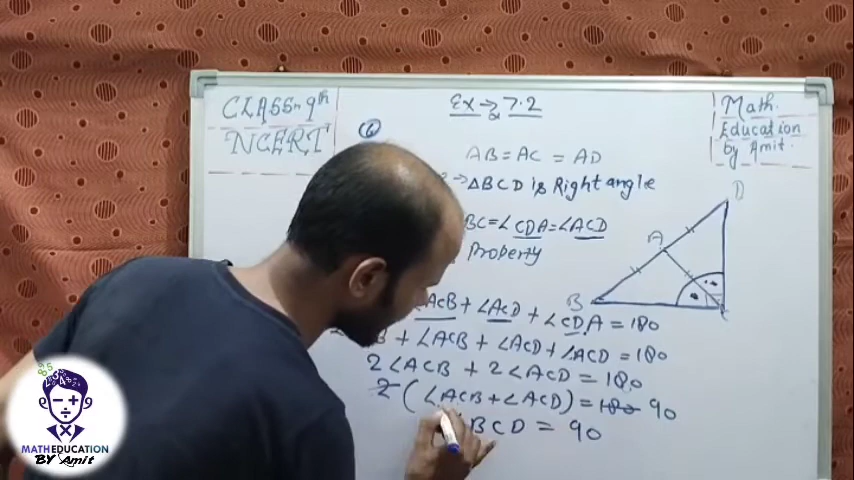 CLASS-9th
NCERT
Ex → 7.2
Q
Math
Education
by Amit.
AB = AC = AD
→ △BCD is Right angle
BC = ∠CDA = ∠ACD
Property
D
A
B
C
ACB + ∠ACD + ∠CDA = 180
B + ∠ACB + ∠ACD + ∠ACD = 180
2∠ACB + 2∠ACD = 180
2 (∠ACB + ∠ACD) = 180 90
BCD = 90
MATHEDUCATION
BY Amit